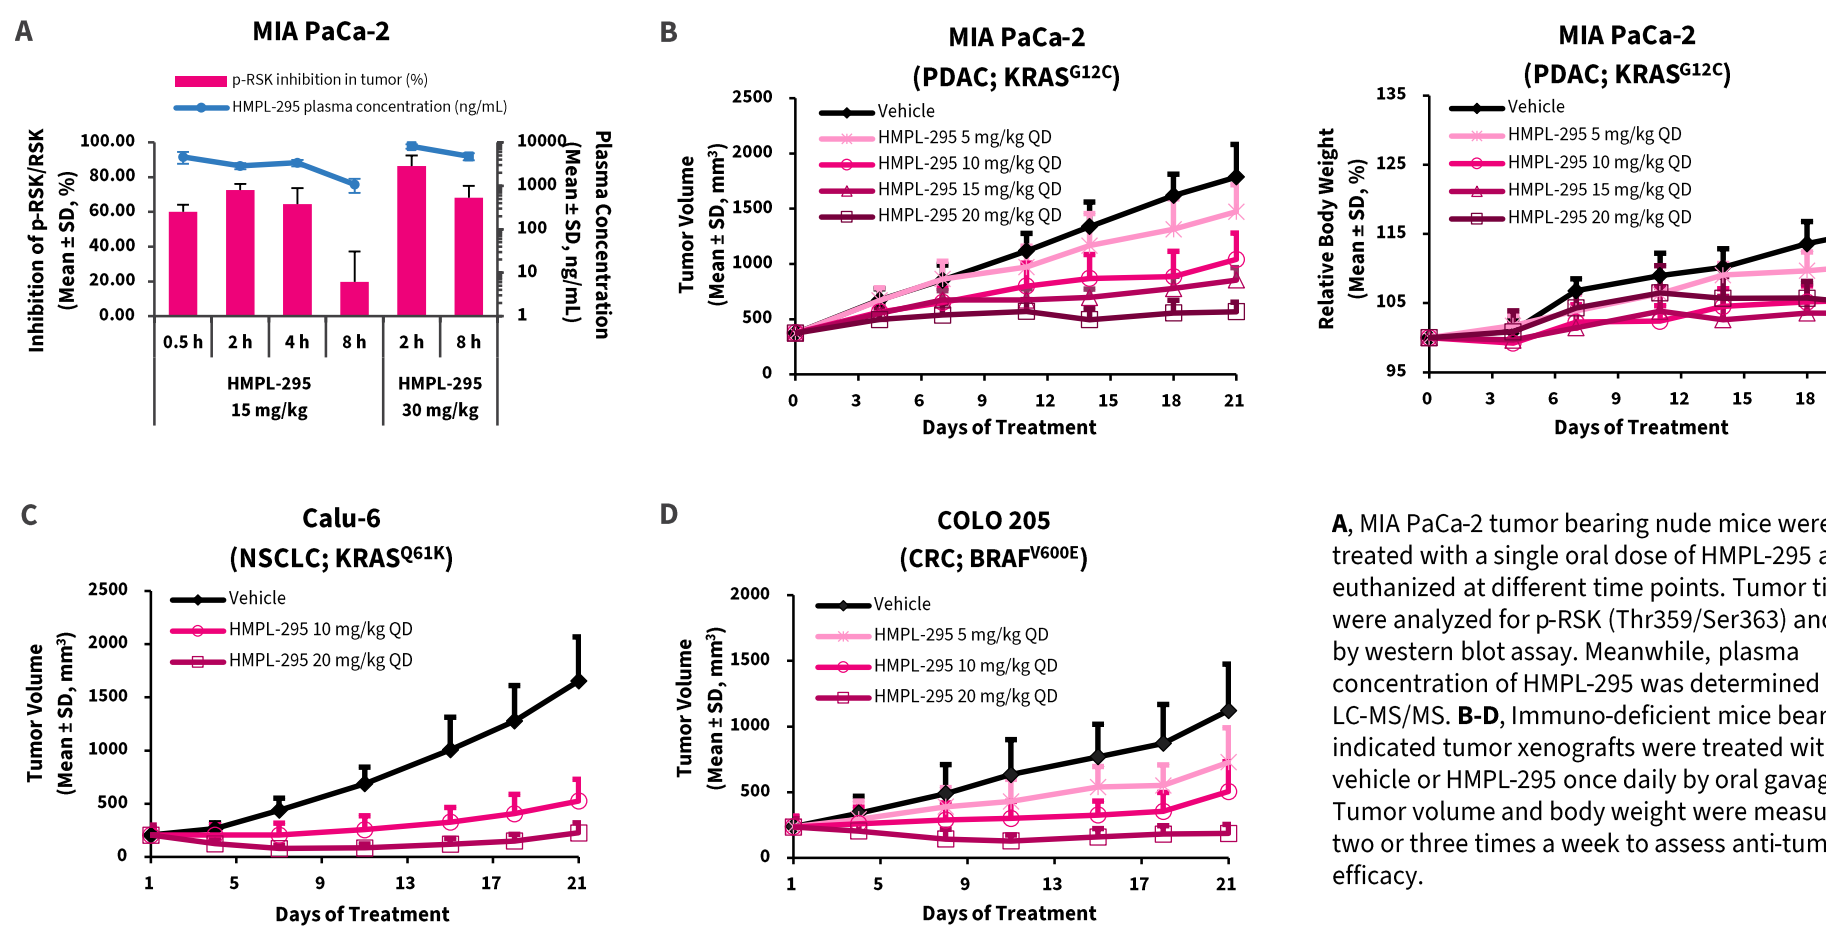 A
MIA PaCa-2
p-RSK inhibition in tumor (%)
HMPL-295 plasma concentration (ng/mL)
Inhibition of p-RSK/RSK
(Mean ± SD, %)
100.00
80.00
60.00
40.00
20.00
0.00
10000
1000
100
10
1
Plasma Concentration
(Mean ± SD, ng/mL)
0.5 h 2 h 4 h 8 h 2 h 8 h
HMPL-295 HMPL-295
15 mg/kg 30 mg/kg
B
MIA PaCa-2
(PDAC; KRASG12C)
Vehicle
HMPL-295 5 mg/kg QD
HMPL-295 10 mg/kg QD
HMPL-295 15 mg/kg QD
HMPL-295 20 mg/kg QD
Tumor Volume
(Mean ± SD, mm³)
2500
2000
1500
1000
500
0
0 3 6 9 12 15 18 21
Days of Treatment
MIA PaCa-2
(PDAC; KRASG12C)
Vehicle
HMPL-295 5 mg/kg QD
HMPL-295 10 mg/kg QD
HMPL-295 15 mg/kg QD
HMPL-295 20 mg/kg QD
Relative Body Weight
(Mean ± SD, %)
135
125
115
105
95
0 3 6 9 12 15 18
Days of Treatment
C
Calu-6
(NSCLC; KRASQ61K)
Vehicle
HMPL-295 10 mg/kg QD
HMPL-295 20 mg/kg QD
Tumor Volume
(Mean ± SD, mm³)
2500
2000
1500
1000
500
0
1 5 9 13 17 21
Days of Treatment
D
COLO 205
(CRC; BRAFV600E)
Vehicle
HMPL-295 5 mg/kg QD
HMPL-295 10 mg/kg QD
HMPL-295 20 mg/kg QD
Tumor Volume
(Mean ± SD, mm³)
2000
1500
1000
500
0
1 5 9 13 17 21
Days of Treatment
A, MIA PaCa-2 tumor bearing nude mice were
treated with a single oral dose of HMPL-295
euthanized at different time points. Tumor
were analyzed for p-RSK (Thr359/Ser363)
by western blot assay. Meanwhile, plasma
concentration of HMPL-295 was determined
LC-MS/MS. B-D, Immuno-deficient mice
indicated tumor xenografts were treated
vehicle or HMPL-295 once daily by oral
Tumor volume and body weight were
two or three times a week to assess
efficacy.